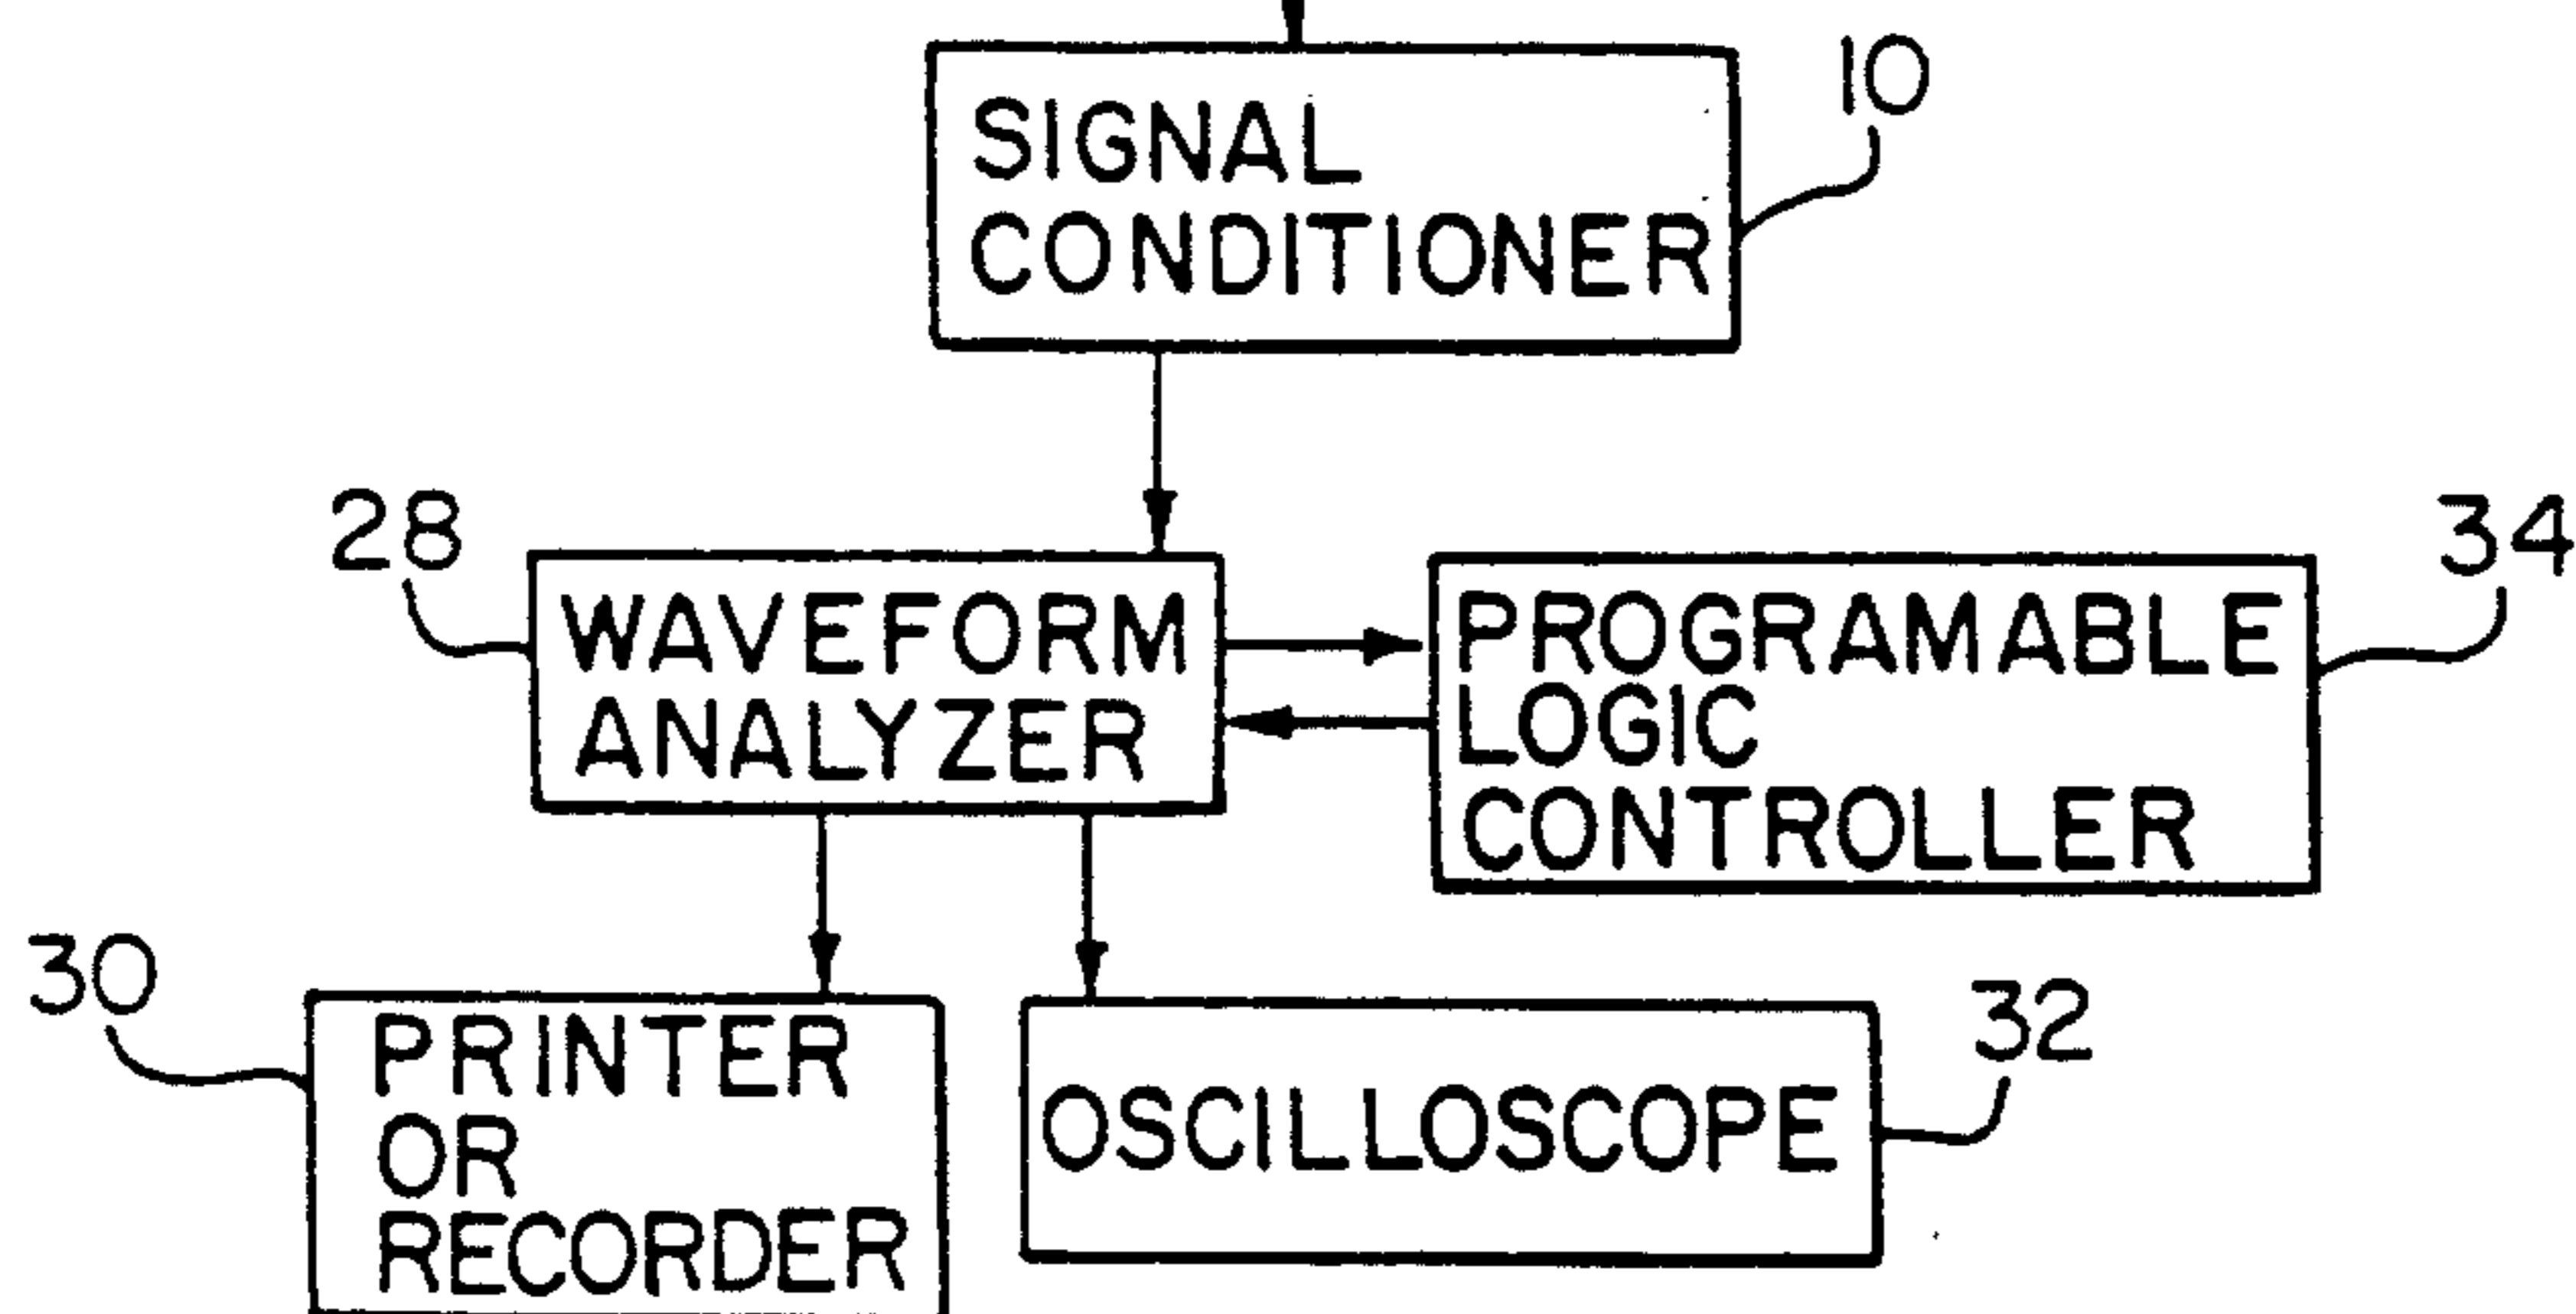 10
SIGNAL
CONDITIONER
28
WAVEFORM
ANALYZER
34
PROGRAMABLE
LOGIC
CONTROLLER
30
PRINTER
OR
RECORDER
32
OSCILLOSCOPE